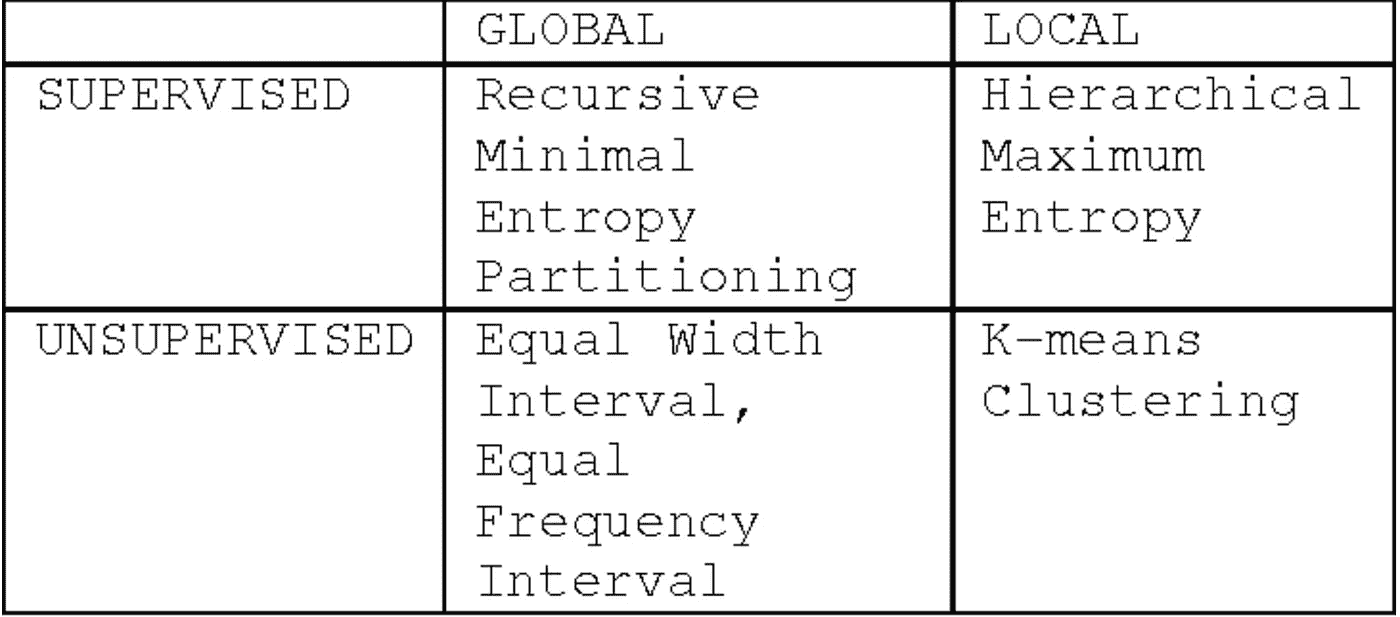 GLOBAL
LOCAL
SUPERVISED
Recursive
Minimal
Entropy
Partitioning
Hierarchical
Maximum
Entropy
UNSUPERVISED
Equal Width
Interval,
Equal
Frequency
Interval
K-means
Clustering